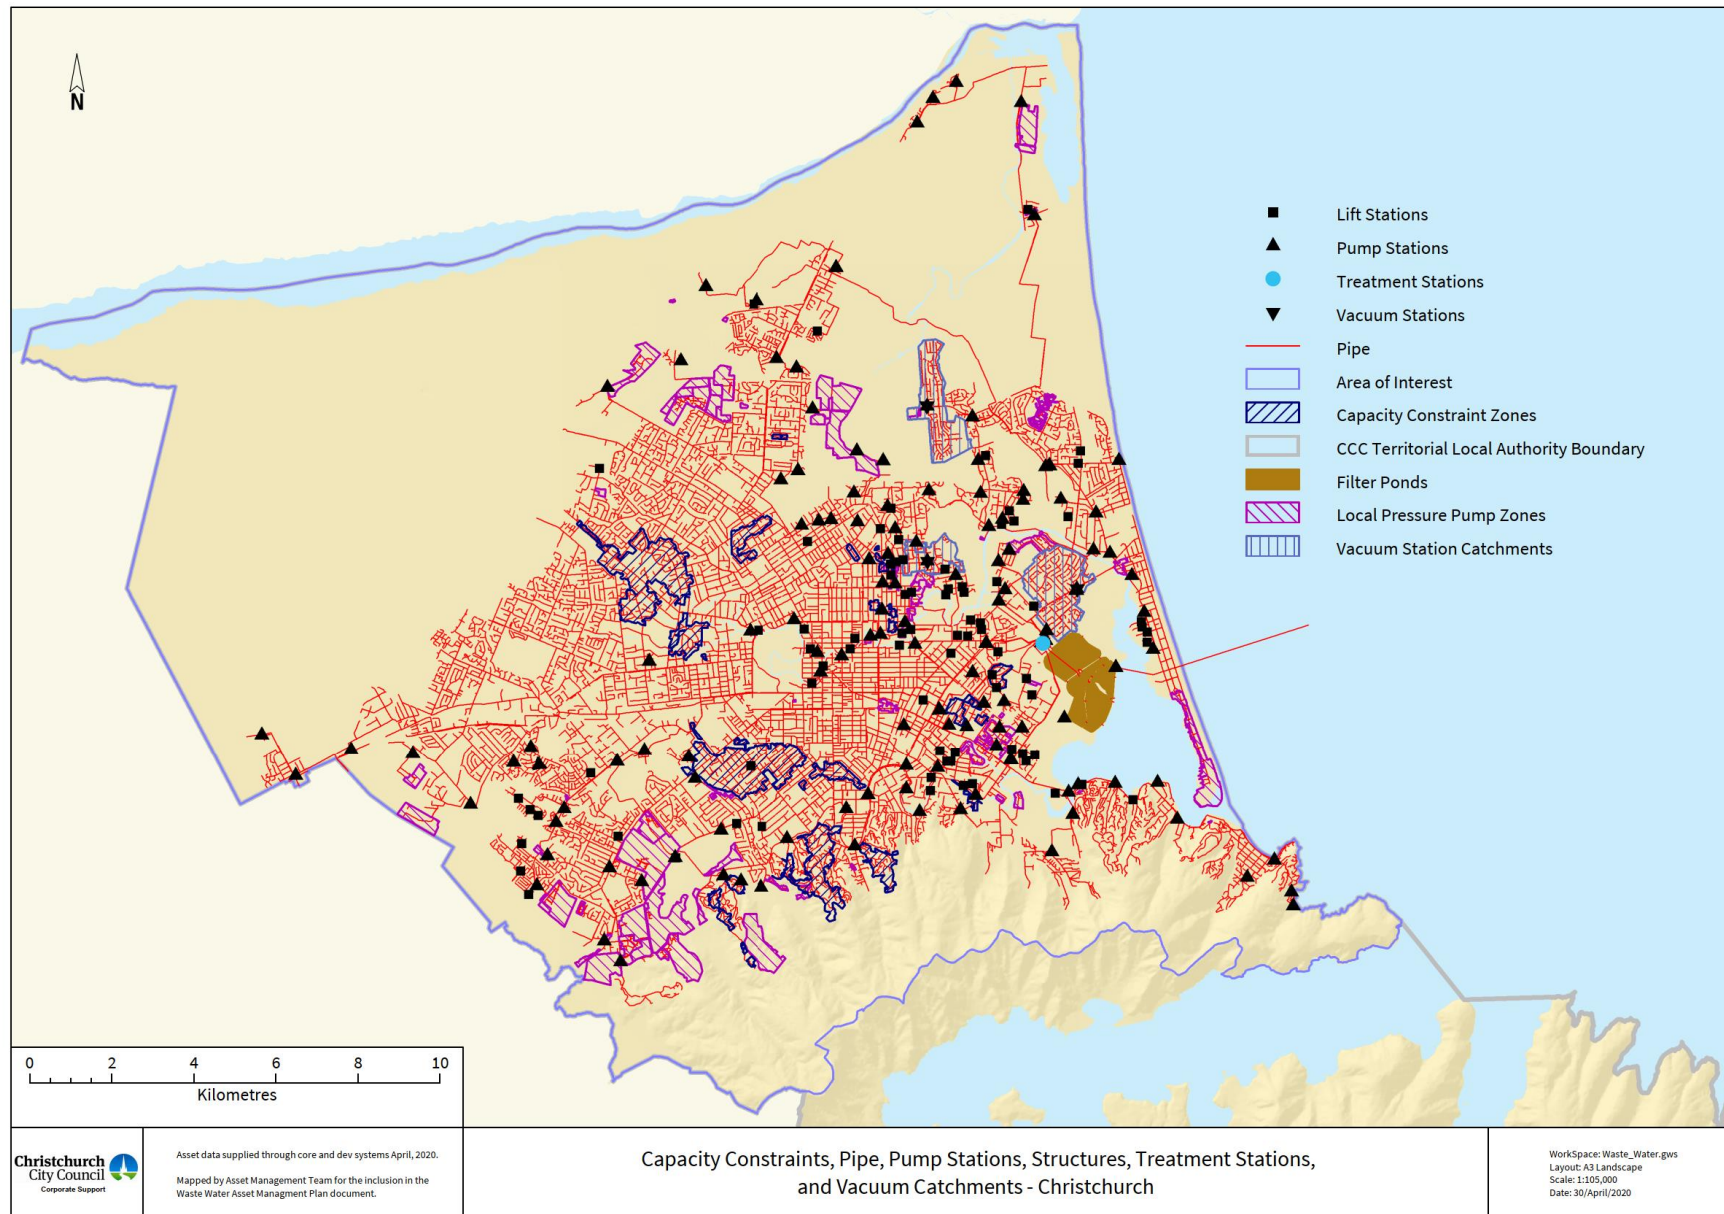 N
Lift Stations
Pump Stations
Treatment Stations
Vacuum Stations
Pipe
Area of Interest
Capacity Constraint Zones
CCC Territorial Local Authority Boundary
Filter Ponds
Local Pressure Pump Zones
Vacuum Station Catchments
0 2 4 6 8 10
Kilometres
Christchurch
City Council
Corporate Support
Asset data supplied through core and dev systems April, 2020.
Mapped by Asset Management Team for the inclusion in the
Waste Water Asset Managment Plan document.
Capacity Constraints, Pipe, Pump Stations, Structures, Treatment Stations,
and Vacuum Catchments - Christchurch
WorkSpace: Waste_Water.gws
Layout: A3 Landscape
Scale: 1:105,000
Date: 30/April/2020